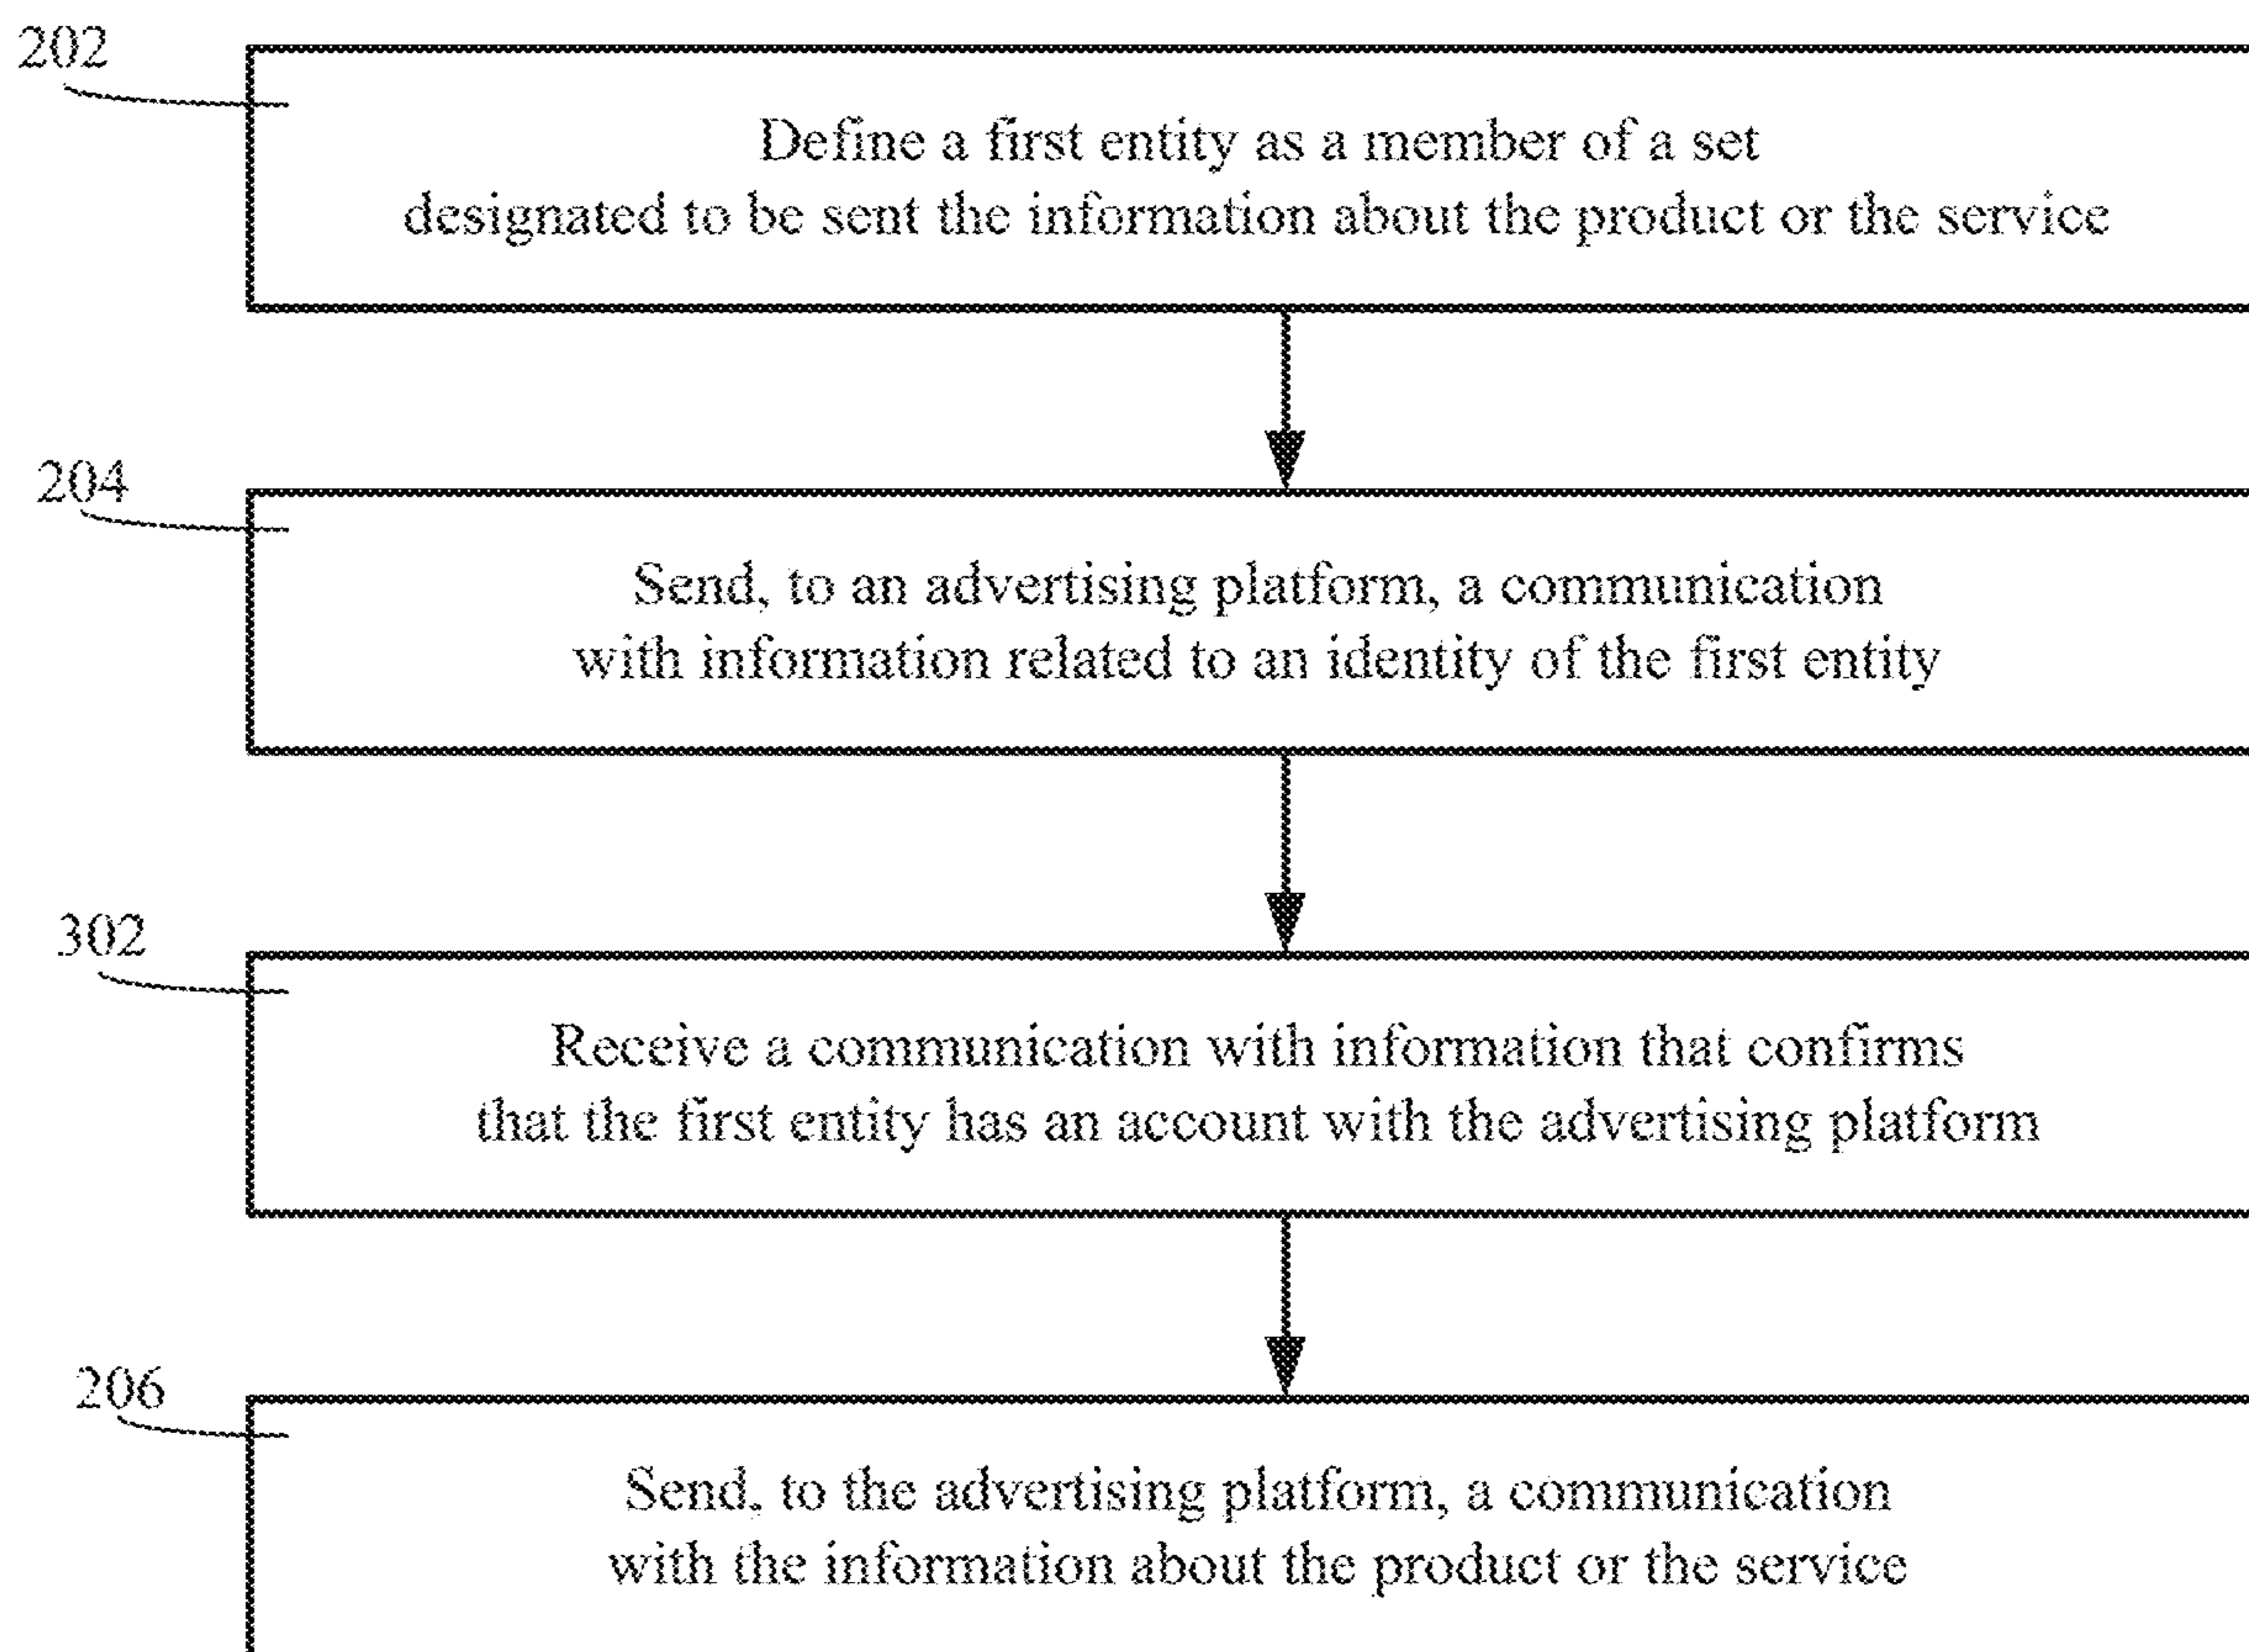 202
Define a first entity as a member of a set
designated to be sent the information about the product or the service
204
Send, to an advertising platform, a communication
with information related to an identity of the first entity
302
Receive a communication with information that confirms
that the first entity has an account with the advertising platform
206
Send, to the advertising platform, a communication
with the information about the product or the service